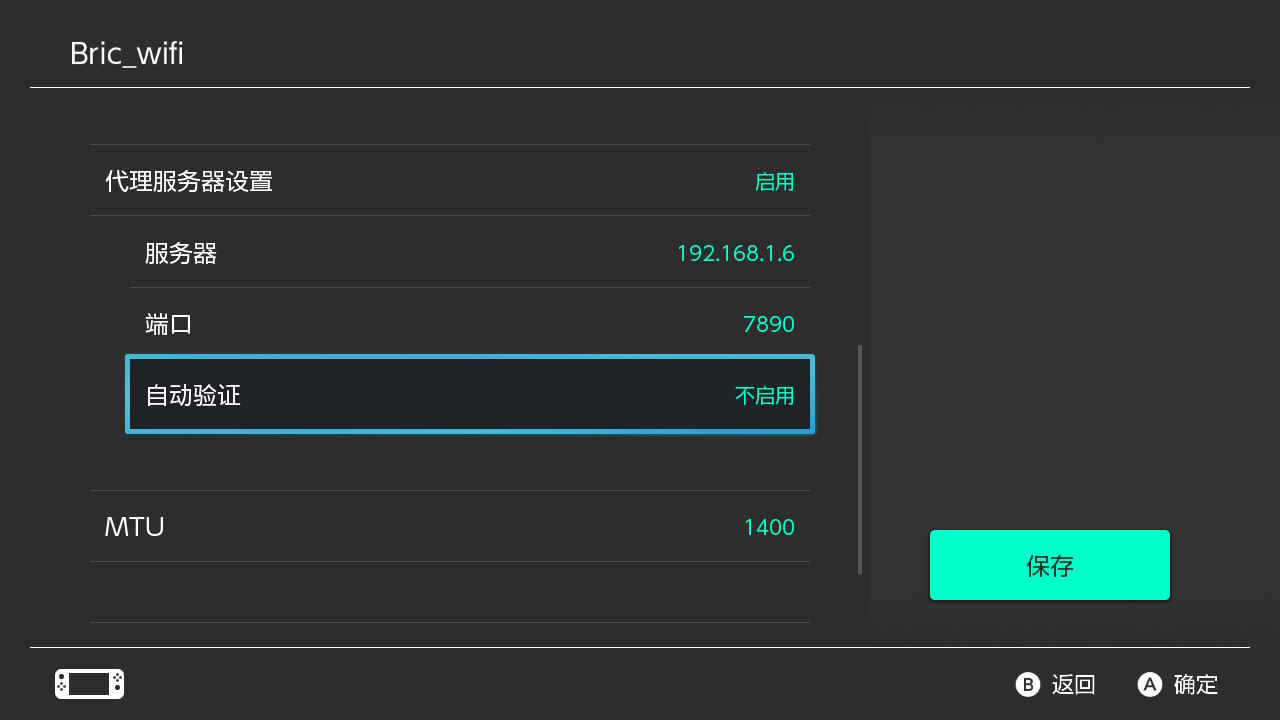 Bric_wifi
代理服务器设置 启用
服务器 192.168.1.6
端口 7890
自动验证 不启用
MTU 1400
保存
B 返回 A 确定